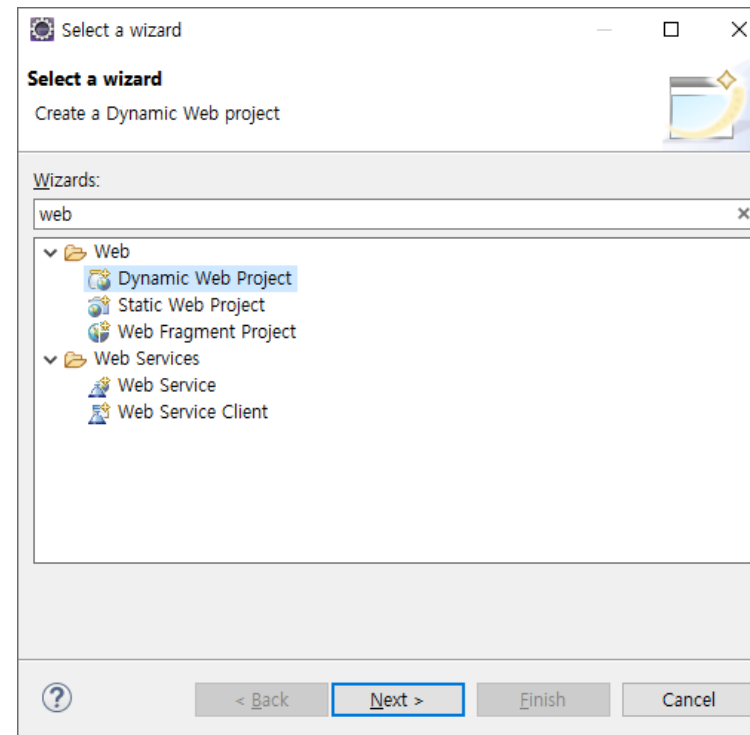 Select a wizard
Select a wizard
Create a Dynamic Web project
Wizards:
web
Web
Dynamic Web Project
Static Web Project
Web Fragment Project
Web Services
Web Service
Web Service Client
? < Back Next > Finish Cancel